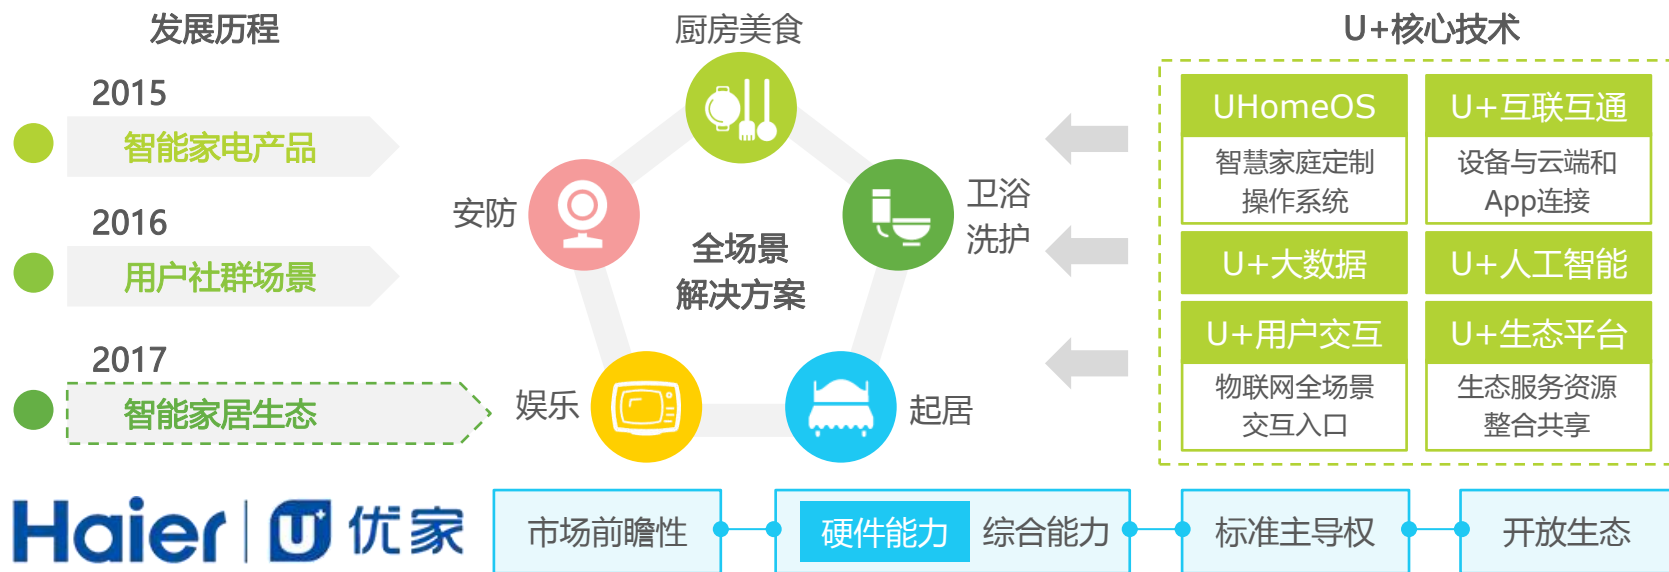 发展历程
2015
智能家电产品
2016
用户社群场景
2017
智能家居生态
厨房美食
安防
卫浴
洗护
全场景
解决方案
娱乐
起居
U+核心技术
UHomeOS
智慧家庭定制
操作系统
U+互联互通
设备与云端和
App连接
U+大数据
U+人工智能
U+用户交互
物联网全场景
交互入口
U+生态平台
生态服务资源
整合共享
Haier U+ 优家
市场前瞻性
硬件能力 综合能力
标准主导权
开放生态